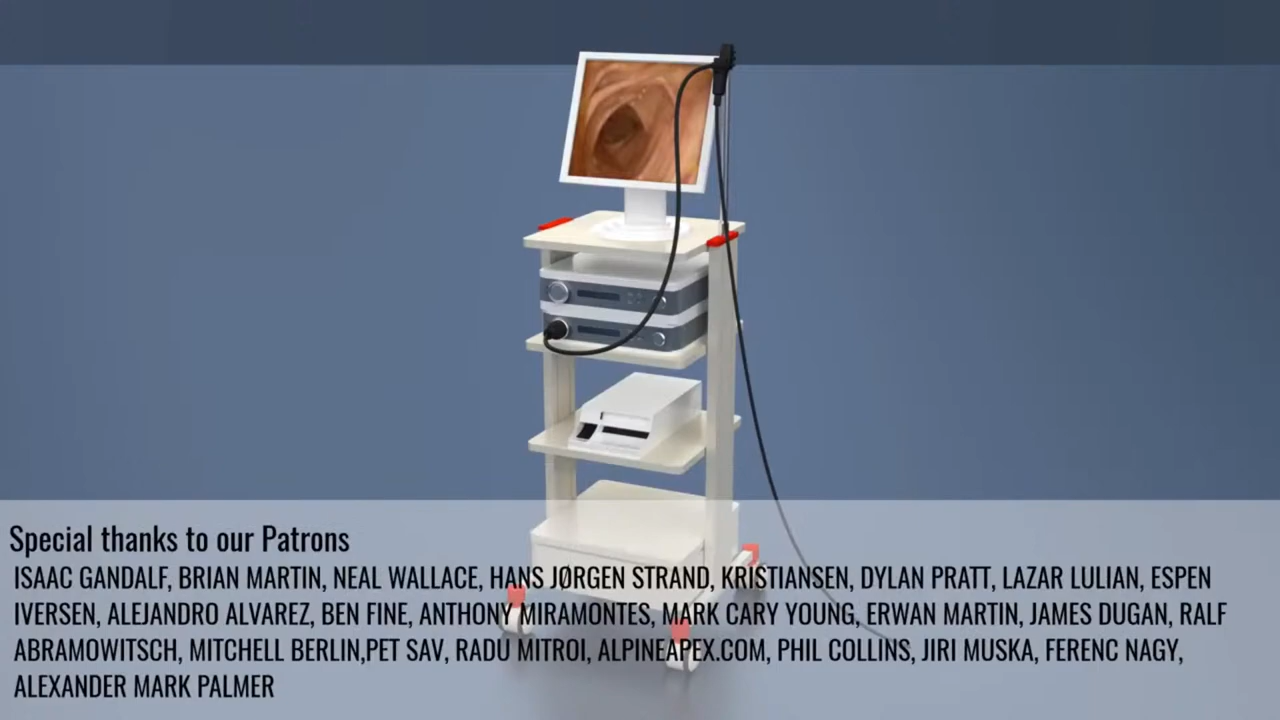 Special thanks to our Patrons
ISAAC GANDALF, BRIAN MARTIN, NEAL WALLACE, HANS JØRGEN STRAND, KRISTIANSEN, DYLAN PRATT, LAZAR LULIAN, ESPEN
IVERSEN, ALEJANDRO ALVAREZ, BEN FINE, ANTHONY MIRAMONTES, MARK CARY YOUNG, ERWAN MARTIN, JAMES DUGAN, RALF
ABRAMOWITSCH, MITCHELL BERLIN,PET SAV, RADU MITROI, ALPINEAPEX.COM, PHIL COLLINS, JIRI MUSKA, FERENC NAGY,
ALEXANDER MARK PALMER